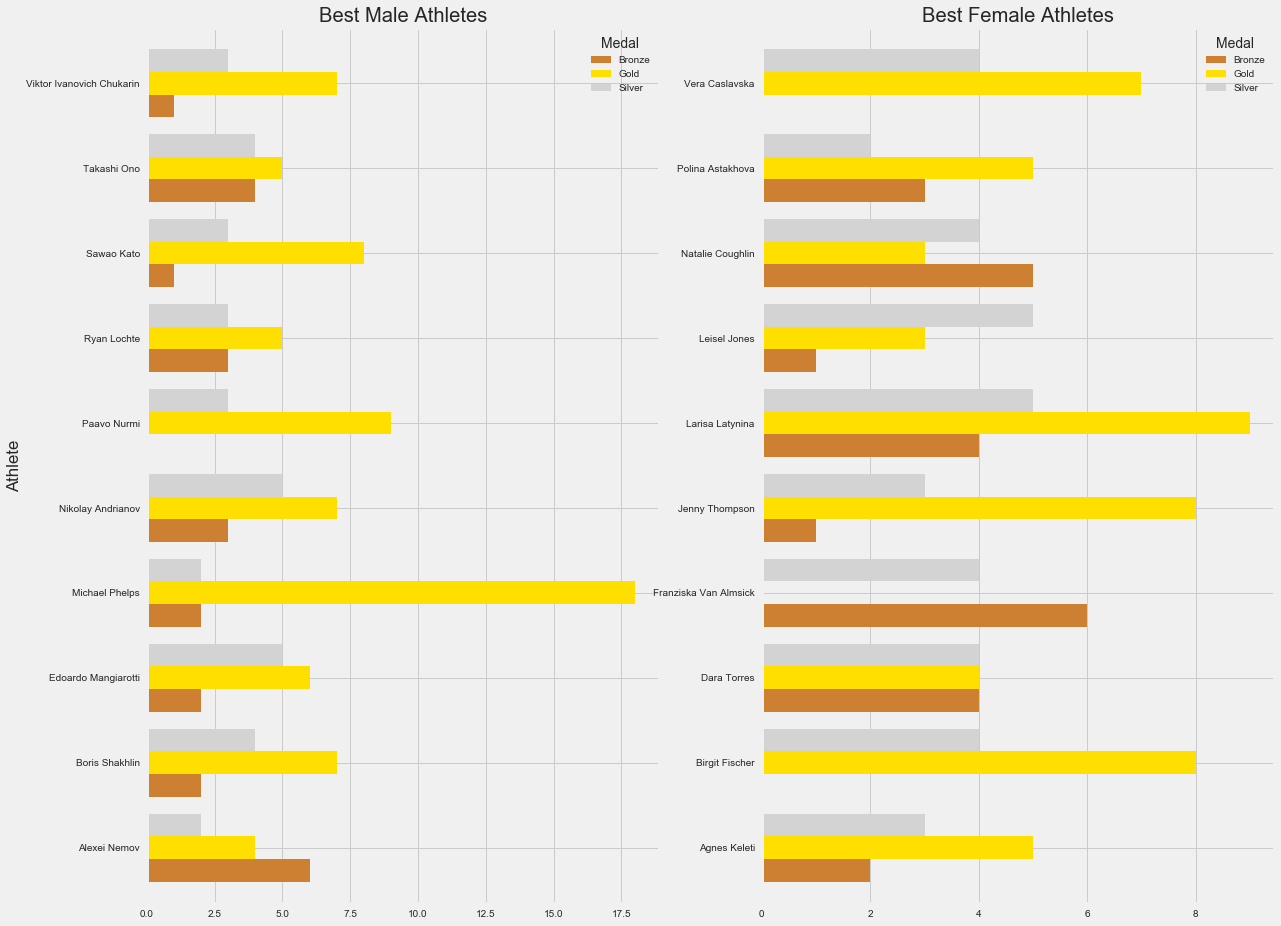 Best Male Athletes
Medal
Bronze
Gold
Silver
Athlete
Viktor Ivanovich Chukarin
Takashi Ono
Sawao Kato
Ryan Lochte
Paavo Nurmi
Nikolay Andrianov
Michael Phelps
Edoardo Mangiarotti
Boris Shakhlin
Alexei Nemov
0.0 2.5 5.0 7.5 10.0 12.5 15.0 17.5
Best Female Athletes
Medal
Bronze
Gold
Silver
Vera Caslavska
Polina Astakhova
Natalie Coughlin
Leisel Jones
Larisa Latynina
Jenny Thompson
Franziska Van Almsick
Dara Torres
Birgit Fischer
Agnes Keleti
0 2 4 6 8